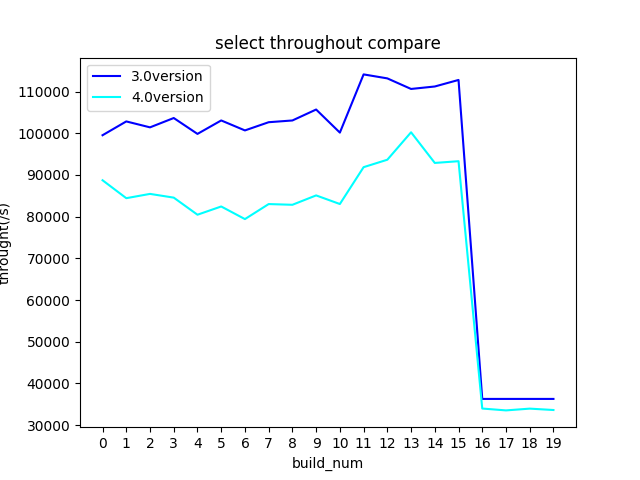 select throughout compare
3.0version
4.0version
110000
100000
90000
80000
70000
60000
50000
40000
30000
throught(/s)
0 1 2 3 4 5 6 7 8 9 10 11 12 13 14 15 16 17 18 19
build_num